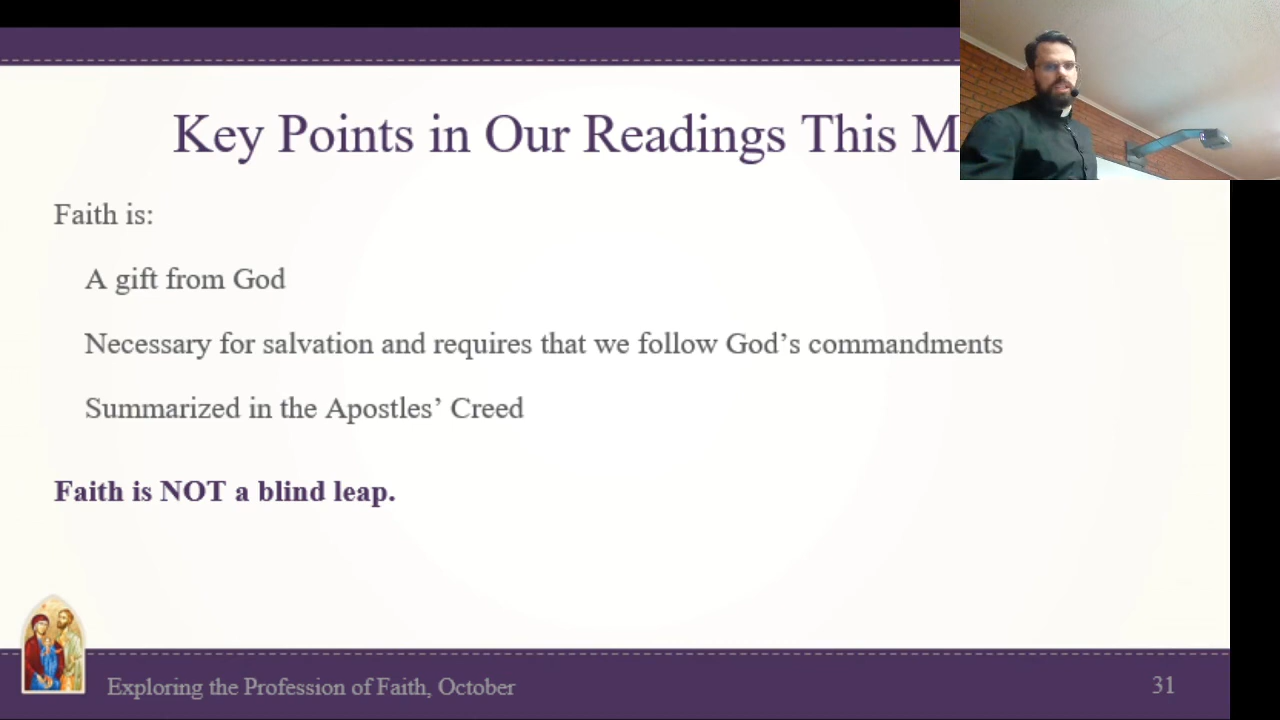 Key Points in Our Readings This M
Faith is:
A gift from God
Necessary for salvation and requires that we follow God’s commandments
Summarized in the Apostles’ Creed
Faith is NOT a blind leap.
Exploring the Profession of Faith, October
31